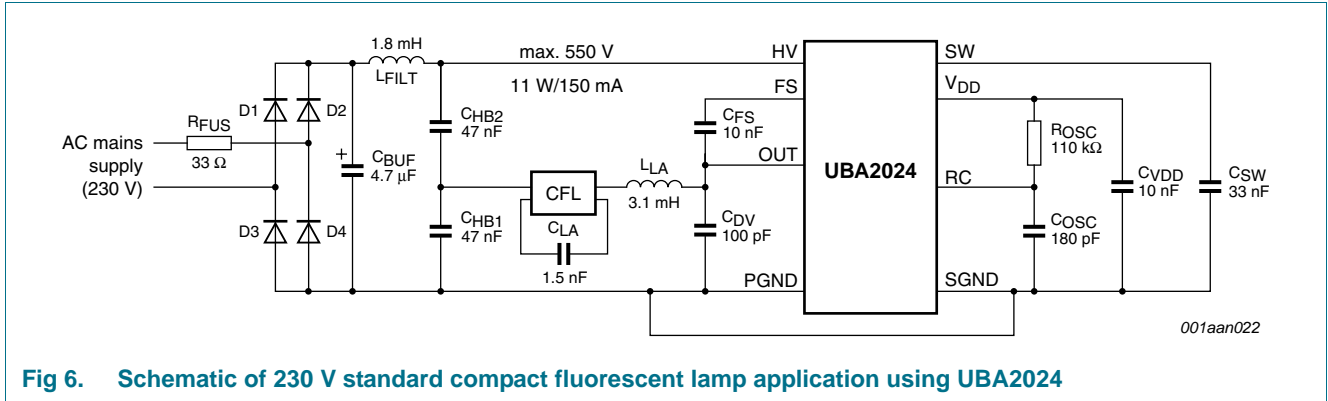 1.8 mH
LFILT
max. 550 V
11 W/150 mA
HV
FS
OUT
PGND
UBA2024
SW
VDD
RC
SGND
D1
D2
D3
D4
AC mains
supply
(230 V)
RFUS
33 Ω
CBUF
4.7 μF
+
CHB2
47 nF
CHB1
47 nF
CFL
CLA
1.5 nF
LLA
3.1 mH
CFS
10 nF
CDV
100 pF
ROSC
110 kΩ
COSC
180 pF
CVDD
10 nF
CSW
33 nF
001aan022
Fig 6. Schematic of 230 V standard compact fluorescent lamp application using UBA2024